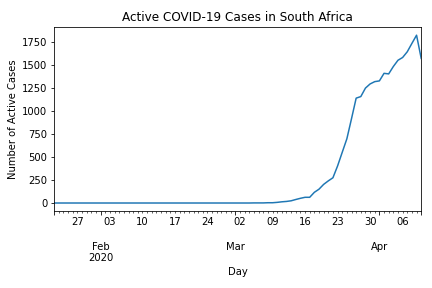 Active COVID-19 Cases in South Africa
Number of Active Cases
1750
1500
1250
1000
750
500
250
0
27 03 10 17 24 02 09 16 23 30 06
Feb Mar Apr
2020
Day